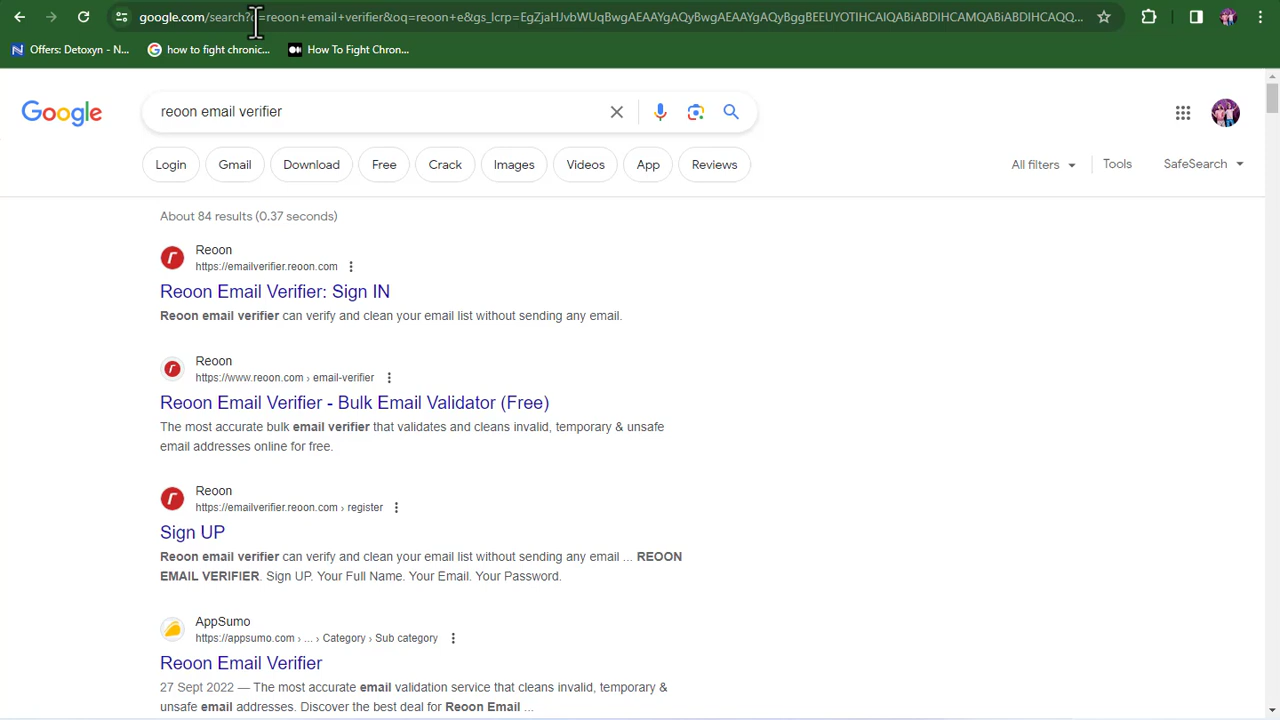 google.com/search?q=reoon+email+verifier&oq=reoon+e&gs_lcrp=EgZjaHJvbWUqBwgAEAAYgAQyBwgAEAAYgAQyBggBEEUYOTIHCAIQABiABDIHCAMQABiABDIHCAQQ...
Offers: Detoxyn - N...
how to fight chronic...
How To Fight Chron...
Google
reoon email verifier
Login
Gmail
Download
Free
Crack
Images
Videos
App
Reviews
All filters
Tools
SafeSearch
About 84 results (0.37 seconds)
Reoon
https://emailverifier.reoon.com
Reoon Email Verifier: Sign IN
Reoon email verifier can verify and clean your email list without sending any email.
Reoon
https://www.reoon.com › email-verifier
Reoon Email Verifier - Bulk Email Validator (Free)
The most accurate bulk email verifier that validates and cleans invalid, temporary & unsafe
email addresses online for free.
Reoon
https://emailverifier.reoon.com › register
Sign UP
Reoon email verifier can verify and clean your email list without sending any email ... REOON
EMAIL VERIFIER. Sign UP. Your Full Name. Your Email. Your Password.
AppSumo
https://appsumo.com › ... › Category › Sub category
Reoon Email Verifier
27 Sept 2022 — The most accurate email validation service that cleans invalid, temporary &
unsafe email addresses. Discover the best deal for Reoon Email ...